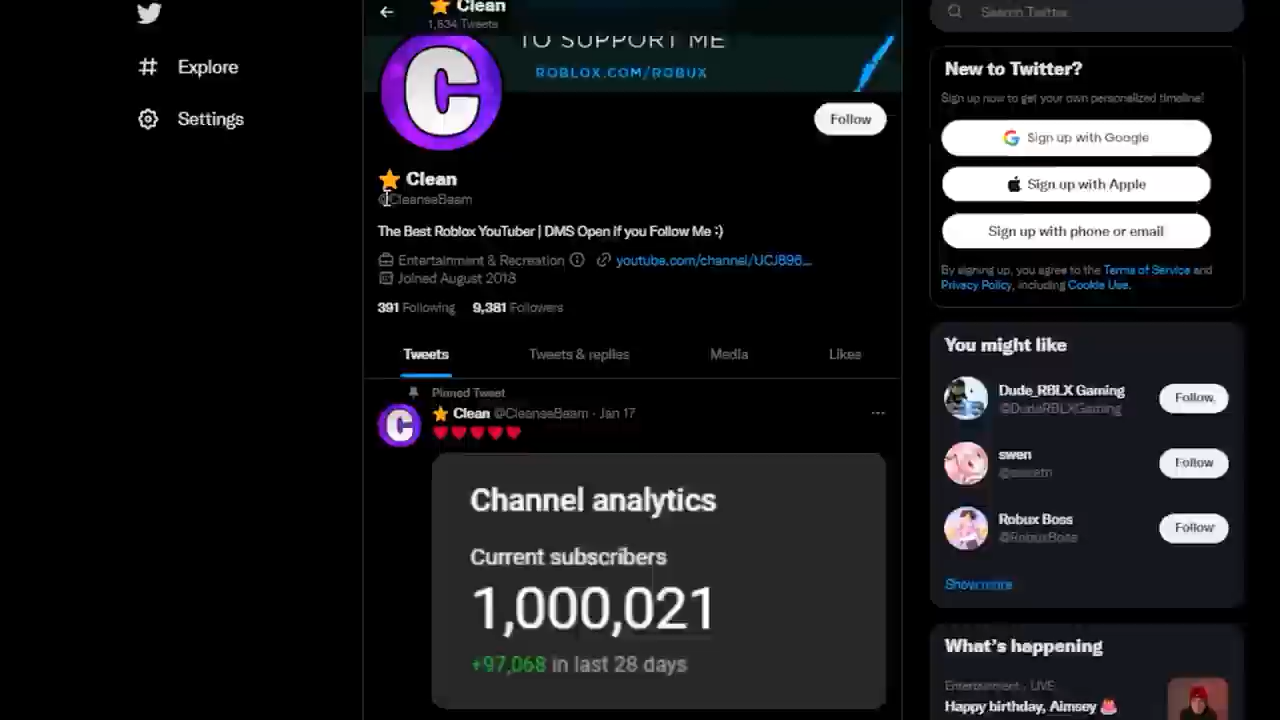 Explore
Settings
⭐ Clean
1,634 Tweets
TO SUPPORT ME
ROBLOX.COM/ROBUX
C
Follow
⭐ Clean
@CleanseBeam
The Best Roblox YouTuber | DMS Open if you Follow Me :)
Entertainment & Recreation
youtube.com/channel/UCJ896...
Joined August 2018
391 Following 9,381 Followers
Tweets Tweets & replies Media Likes
Pinned Tweet
C
⭐ Clean @CleanseBeam · Jan 17
♥♥♥♥♥
Channel analytics
Current subscribers
1,000,021
+97,068 in last 28 days
Search Twitter
New to Twitter?
Sign up now to get your own personalized timeline!
Sign up with Google
Sign up with Apple
Sign up with phone or email
By signing up, you agree to the Terms of Service and
Privacy Policy, including Cookie Use.
You might like
Dude_RBLX Gaming
@DudeRBLXGaming
Follow
swen
Follow
Robux Boss
@RobuxBoss
Follow
Show more
What's happening
Entertainment · LIVE
Happy birthday, Aimsey 🎂